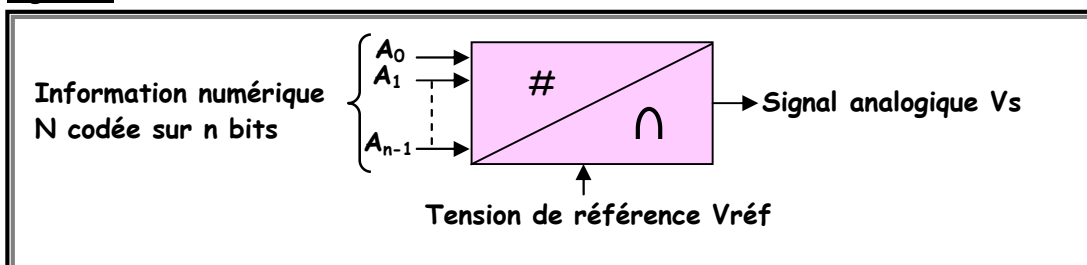 A0
A1
An-1
Information numérique
N codée sur n bits
#
∩
Signal analogique Vs
Tension de référence Vréf